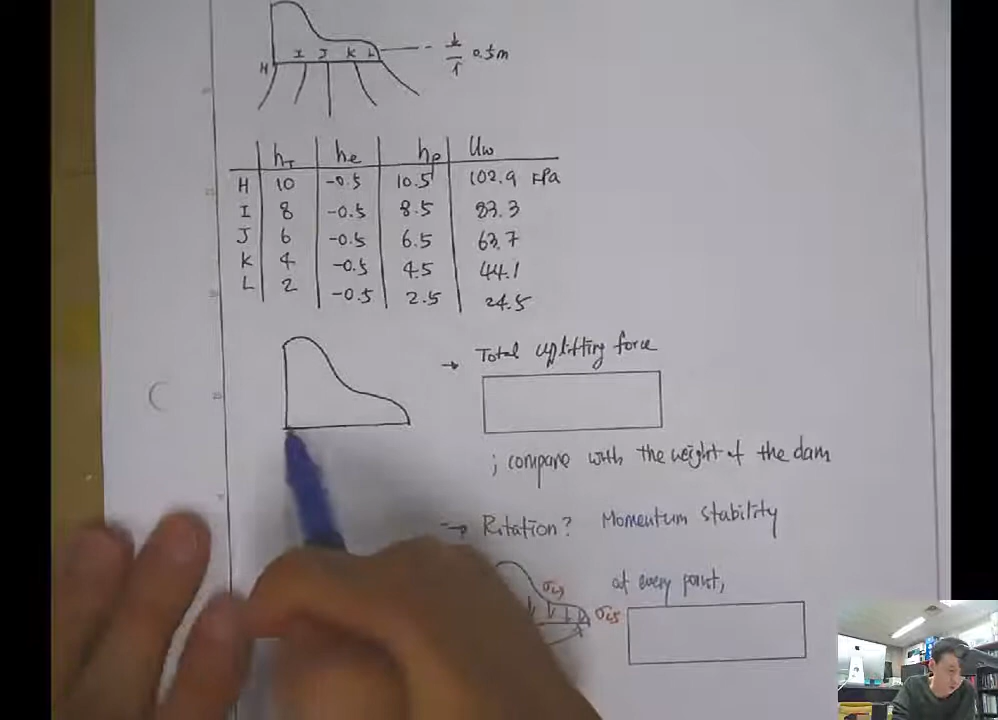 I J K L
H
0.5m
hT he hp Uw
H 10 -0.5 10.5 102.9 kPa
I 8 -0.5 8.5 83.3
J 6 -0.5 6.5 63.7
K 4 -0.5 4.5 44.1
L 2 -0.5 2.5 24.5
→ Total uplifting force
; compare with the weight of the dam
→ Rotation? Momentum stability
at every point,